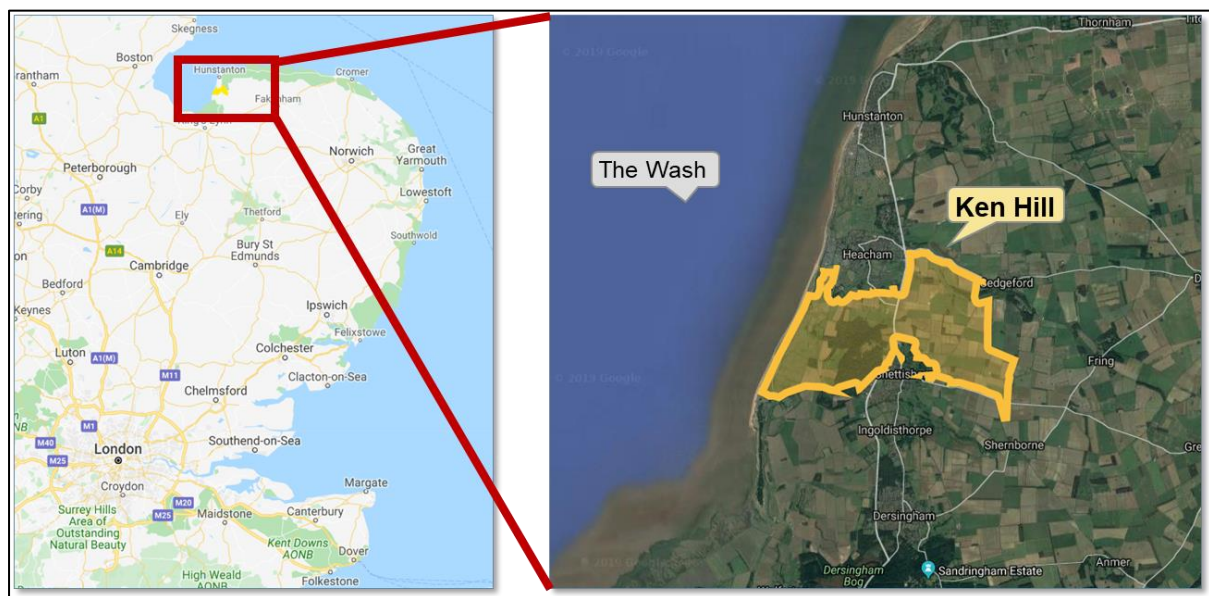 Skegness
Boston
Hunstanton
Cromer
Fakenham
King's Lynn
A1
Norwich
Great
Yarmouth
Peterborough
Lowestoft
Corby
A1(M)
Ely
Thetford
Southwold
A14
Bury St
Edmunds
Cambridge
Bedford
Ipswich
Keynes
Felixstowe
Luton
A1(M)
Colchester
M11
Clacton-on-Sea
Chelmsford
M1
M40
London
M25
Southend-on-Sea
Croydon
Margate
M20
Surrey Hills
Area of
Outstanding
Natural Beauty
M25
Maidstone
Canterbury
Kent Downs
AONB
Dover
High Weald
AONB
Folkestone
Thornham
© 2019 Google
Hunstanton
The Wash
Ken Hill
Heacham
Sedgeford
Fring
© 2019 Google
Ingoldisthorpe
Shernborne
Dersingham
Dersingham
Bog
Sandringham Estate
Anmer